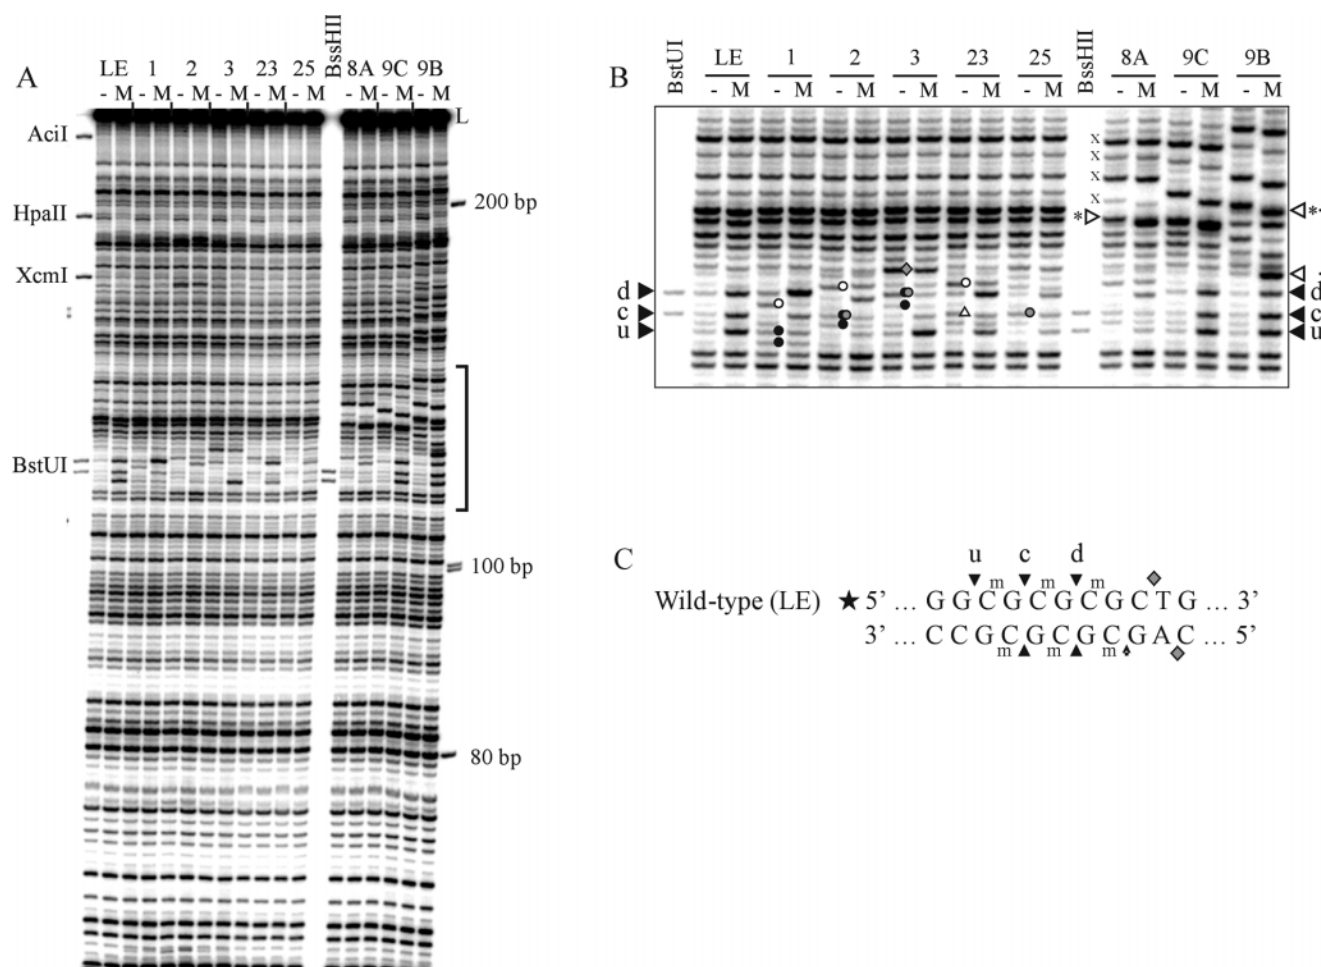 A
LE 1 2 3 23 25 BssHII 8A 9C 9B
- M - M - M - M - M - M - M - M - M
L
AciI
200 bp
HpaII
XcmI
BstUI
100 bp
80 bp
B
BstUI LE 1 2 3 23 25 BssHII 8A 9C 9B
- M - M - M - M - M - M - M - M - M
x
x
x
x
* *
d d
c c
u u
C
u c d
m m m
Wild-type (LE) ★ 5’ ... G G C G C G C G C T G ... 3’
3’ ... C C G C G C G C G A C ... 5’
m m m